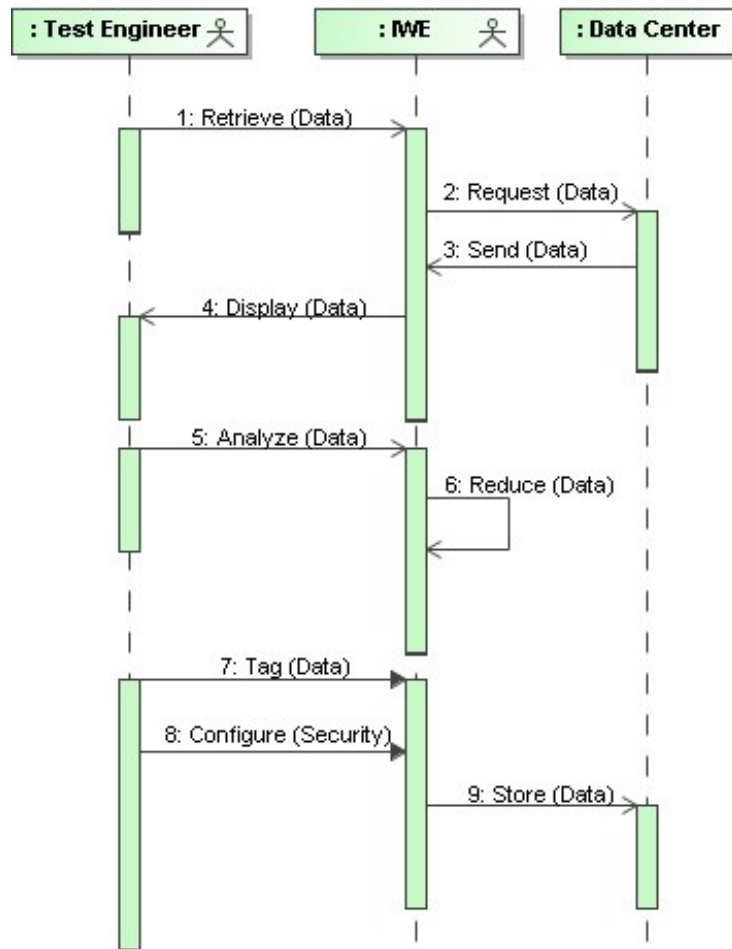 : Test Engineer
: IWE
: Data Center
1: Retrieve (Data)
2: Request (Data)
3: Send (Data)
4: Display (Data)
5: Analyze (Data)
6: Reduce (Data)
7: Tag (Data)
8: Configure (Security)
9: Store (Data)